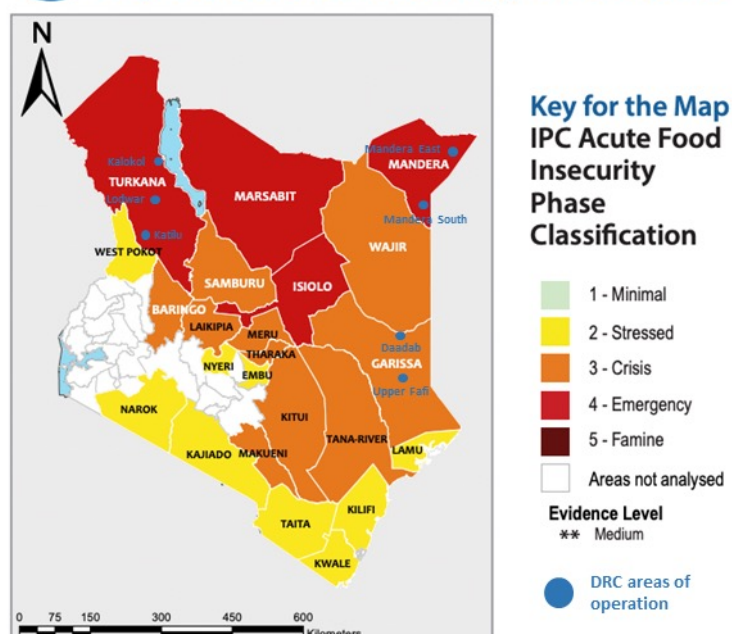 N
Kalokol
TURKANA
Lodwar
Katilu
WEST POKOT
MARSABIT
Mandera East
MANDERA
Mandera South
WAJIR
SAMBURU
ISIOLO
BARINGO
LAIKIPIA
MERU
THARAKA
Daadab
GARISSA
Upper Fafi
NYERI
EMBU
NAROK
KITUI
KAJIADO
MAKUENI
TANA-RIVER
LAMU
TAITA
KILIFI
KWALE
0 75 150 300 450 600
Kilometers
Key for the Map
IPC Acute Food
Insecurity
Phase
Classification
1 - Minimal
2 - Stressed
3 - Crisis
4 - Emergency
5 - Famine
Areas not analysed
Evidence Level
** Medium
DRC areas of
operation